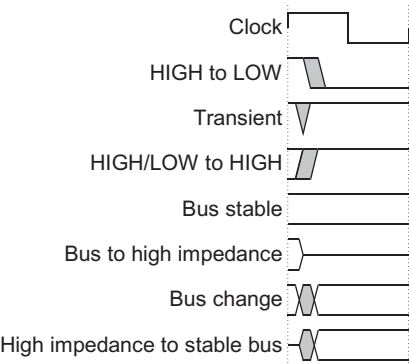 Clock
HIGH to LOW
Transient
HIGH/LOW to HIGH
Bus stable
Bus to high impedance
Bus change
High impedance to stable bus